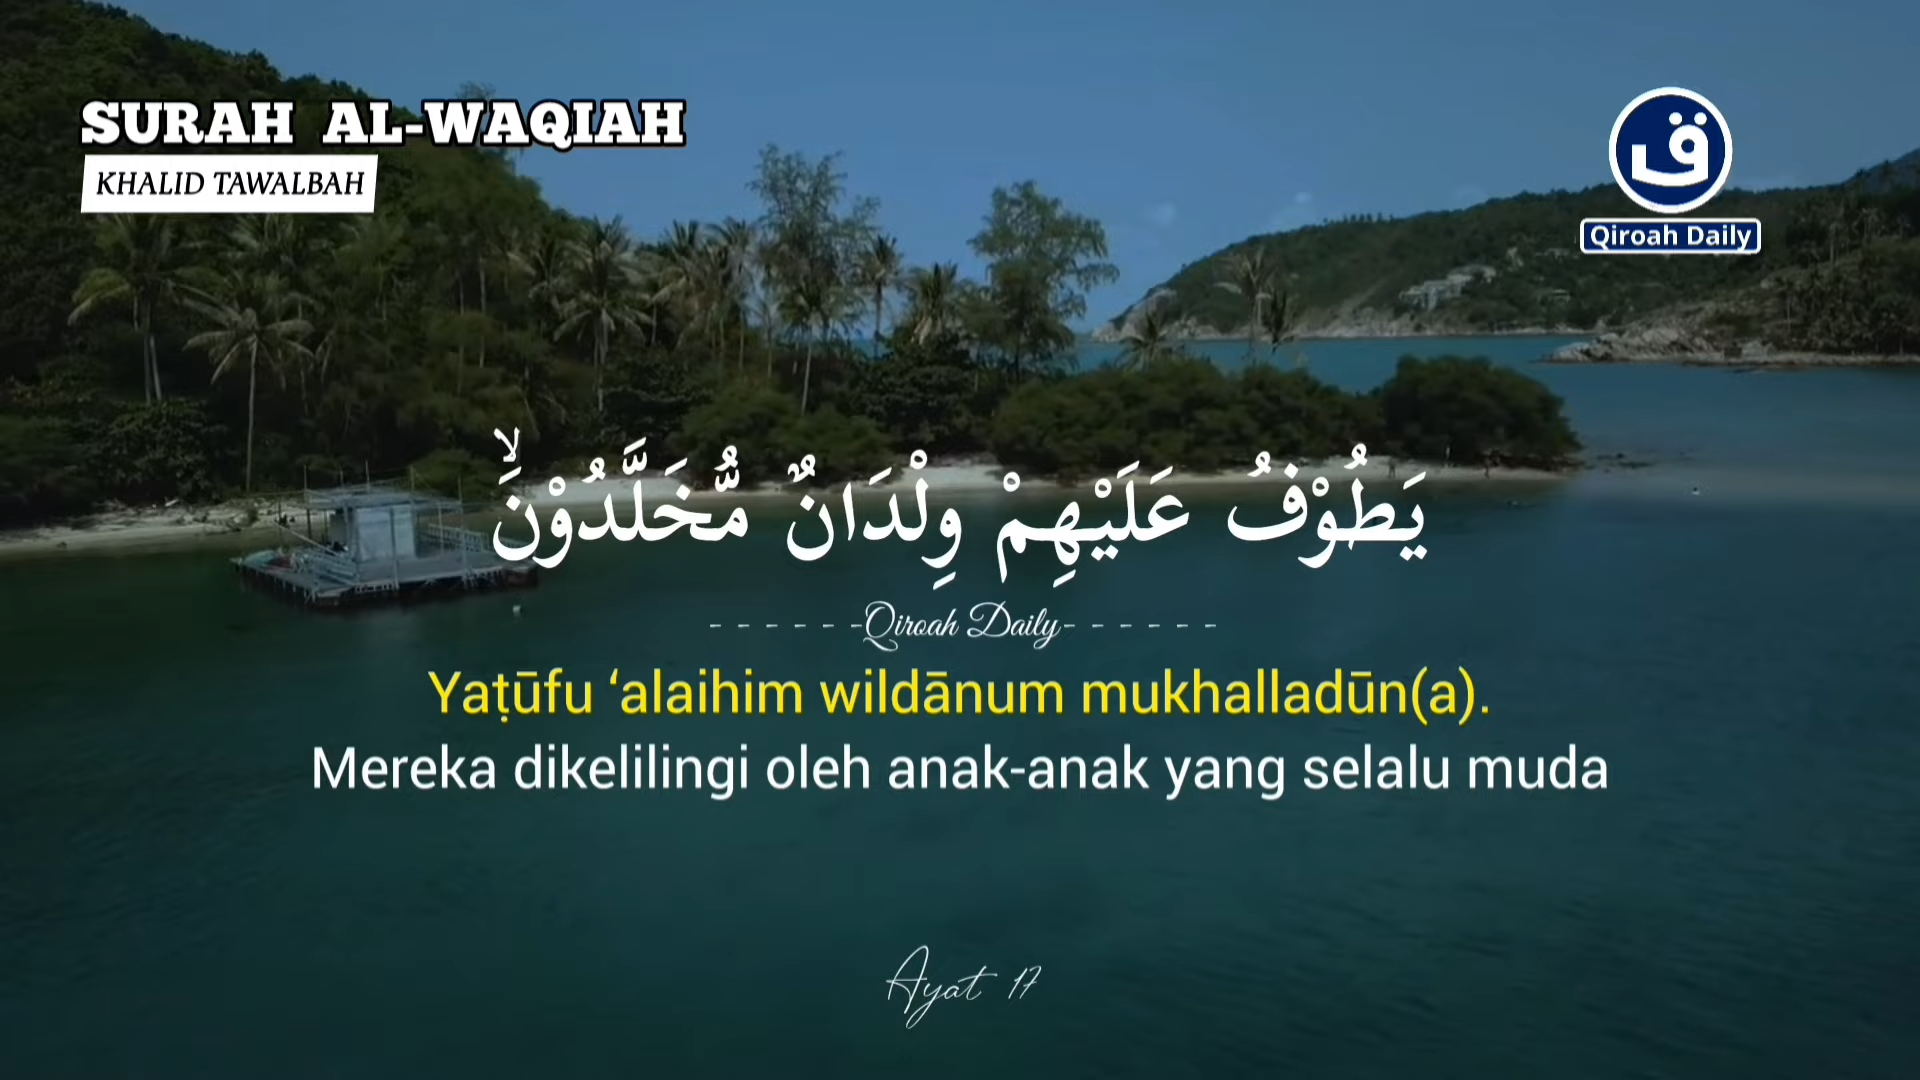 SURAH AL-WAQIAH
KHALID TAWALBAH
ق
Qiroah Daily
يَطُوْفُ عَلَيْهِمْ وِلْدَانٌ مُّخَلَّدُوْنَۙ
------Qiroah Daily------
Yaṭūfu ‘alaihim wildānum mukhalladūn(a).
Mereka dikelilingi oleh anak-anak yang selalu muda
Ayat 17